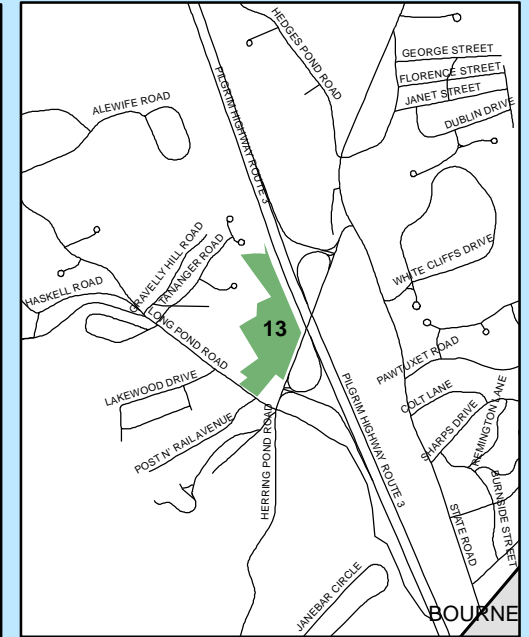 HEDGES POND ROAD
GEORGE STREET
FLORENCE STREET
JANET STREET
DUBLIN DRIVE
ALEWIFE ROAD
PILGRIM HIGHWAY ROUTE 3
WHITE CLIFFS DRIVE
GRAVELLY HILL ROAD
TANANGER ROAD
HASKELL ROAD
LONG POND ROAD
13
PAWTUXET ROAD
LAKEWOOD DRIVE
PILGRIM HIGHWAY ROUTE 3
COLT LANE
SHARPS DRIVE
REMINGTON LANE
POST N' RAIL AVENUE
HERRING POND ROAD
BURNSIDE STREET
STATE ROAD
JANEBAR CIRCLE
BOURNE